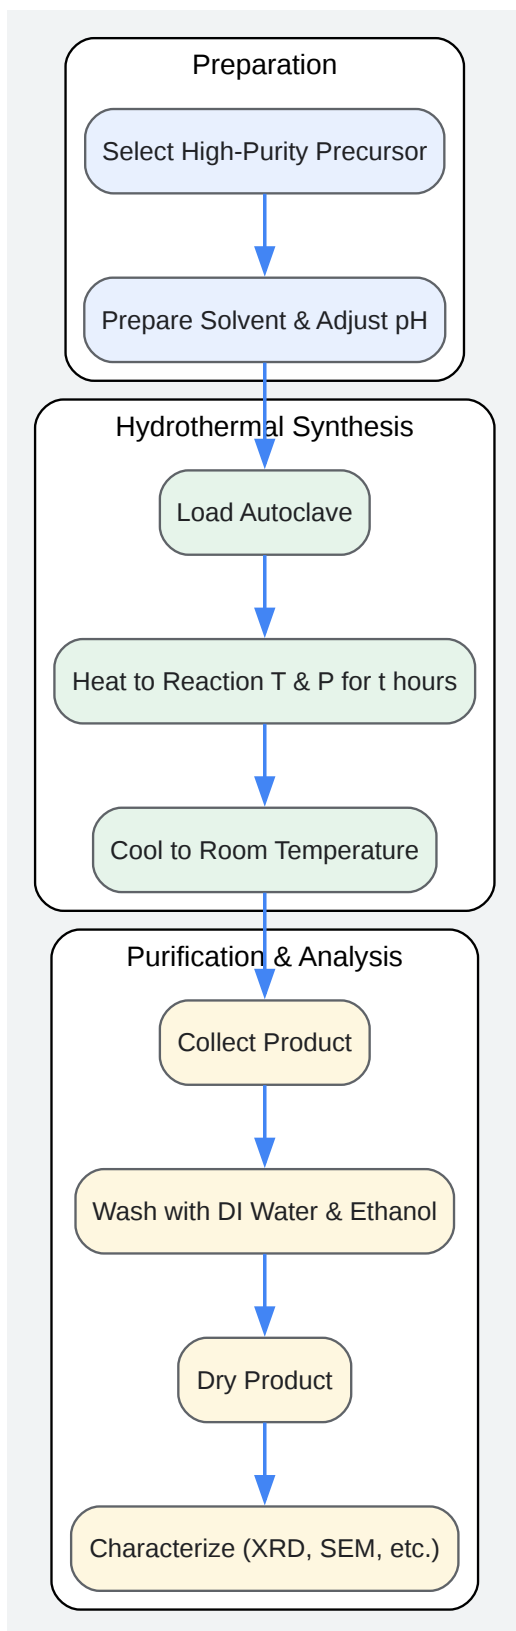 Preparation
Select High-Purity Precursor
Prepare Solvent & Adjust pH
Hydrothermal Synthesis
Load Autoclave
Heat to Reaction T & P for t hours
Cool to Room Temperature
Purification & Analysis
Collect Product
Wash with DI Water & Ethanol
Dry Product
Characterize (XRD, SEM, etc.)